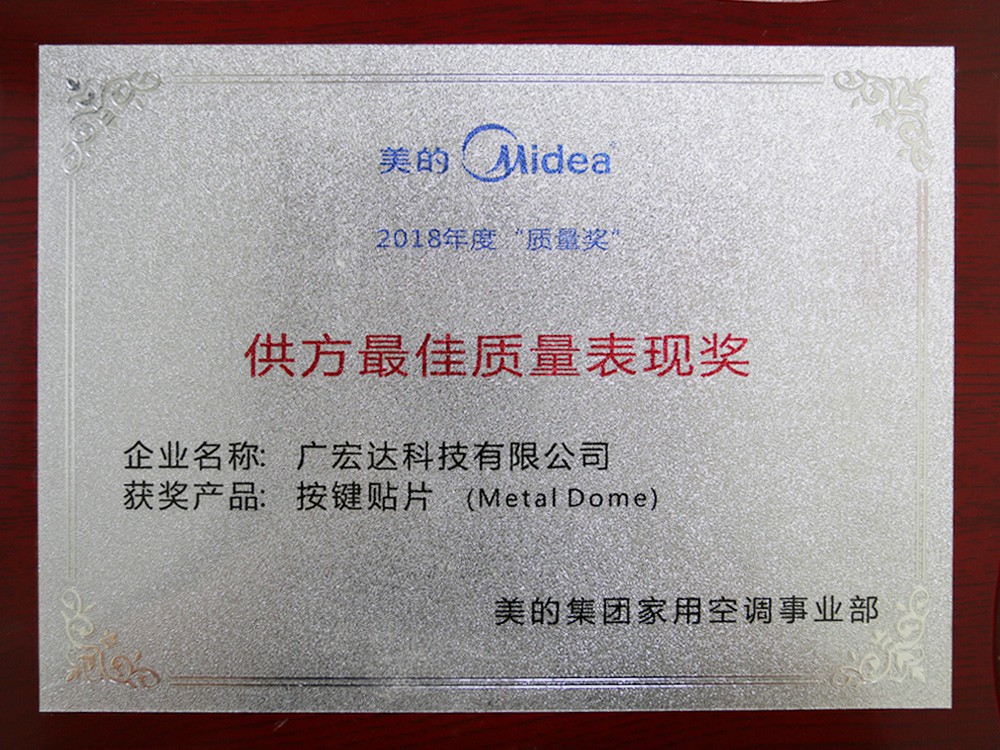 美的 Midea
2018年度“质量奖”
供方最佳质量表现奖
企业名称: 广宏达科技有限公司
获奖产品: 按键贴片 (Metal Dome)
美的集团家用空调事业部